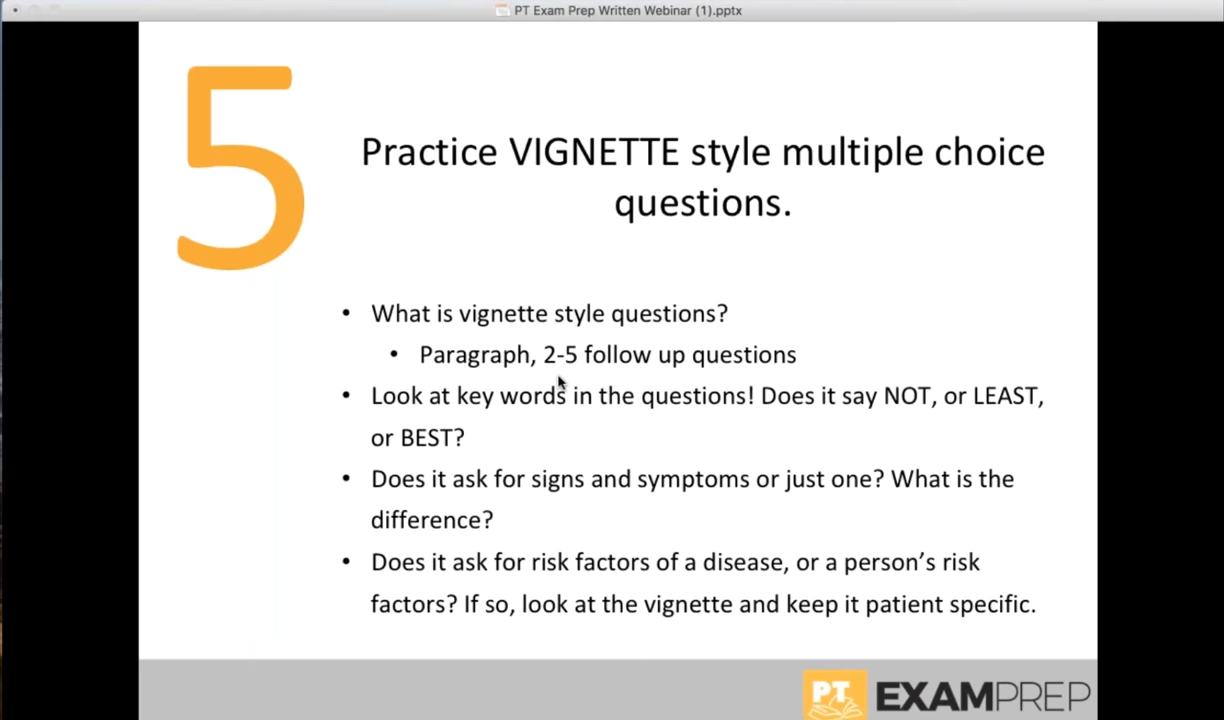 PT Exam Prep Written Webinar (1).pptx
5
Practice VIGNETTE style multiple choice
questions.
• What is vignette style questions?
• Paragraph, 2-5 follow up questions
• Look at key words in the questions! Does it say NOT, or LEAST,
or BEST?
• Does it ask for signs and symptoms or just one? What is the
difference?
• Does it ask for risk factors of a disease, or a person's risk
factors? If so, look at the vignette and keep it patient specific.
PT EXAMPREP